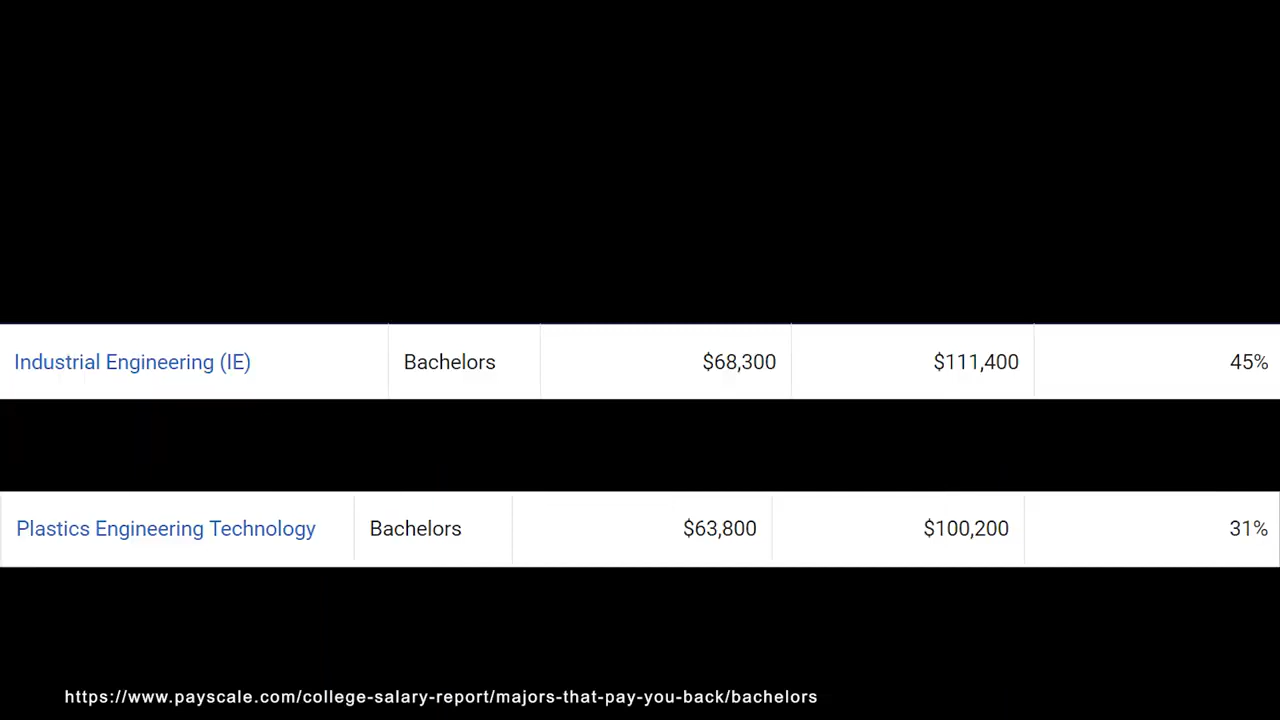 Industrial Engineering (IE) Bachelors $68,300 $111,400 45%
Plastics Engineering Technology Bachelors $63,800 $100,200 31%
https://www.payscale.com/college-salary-report/majors-that-pay-you-back/bachelors